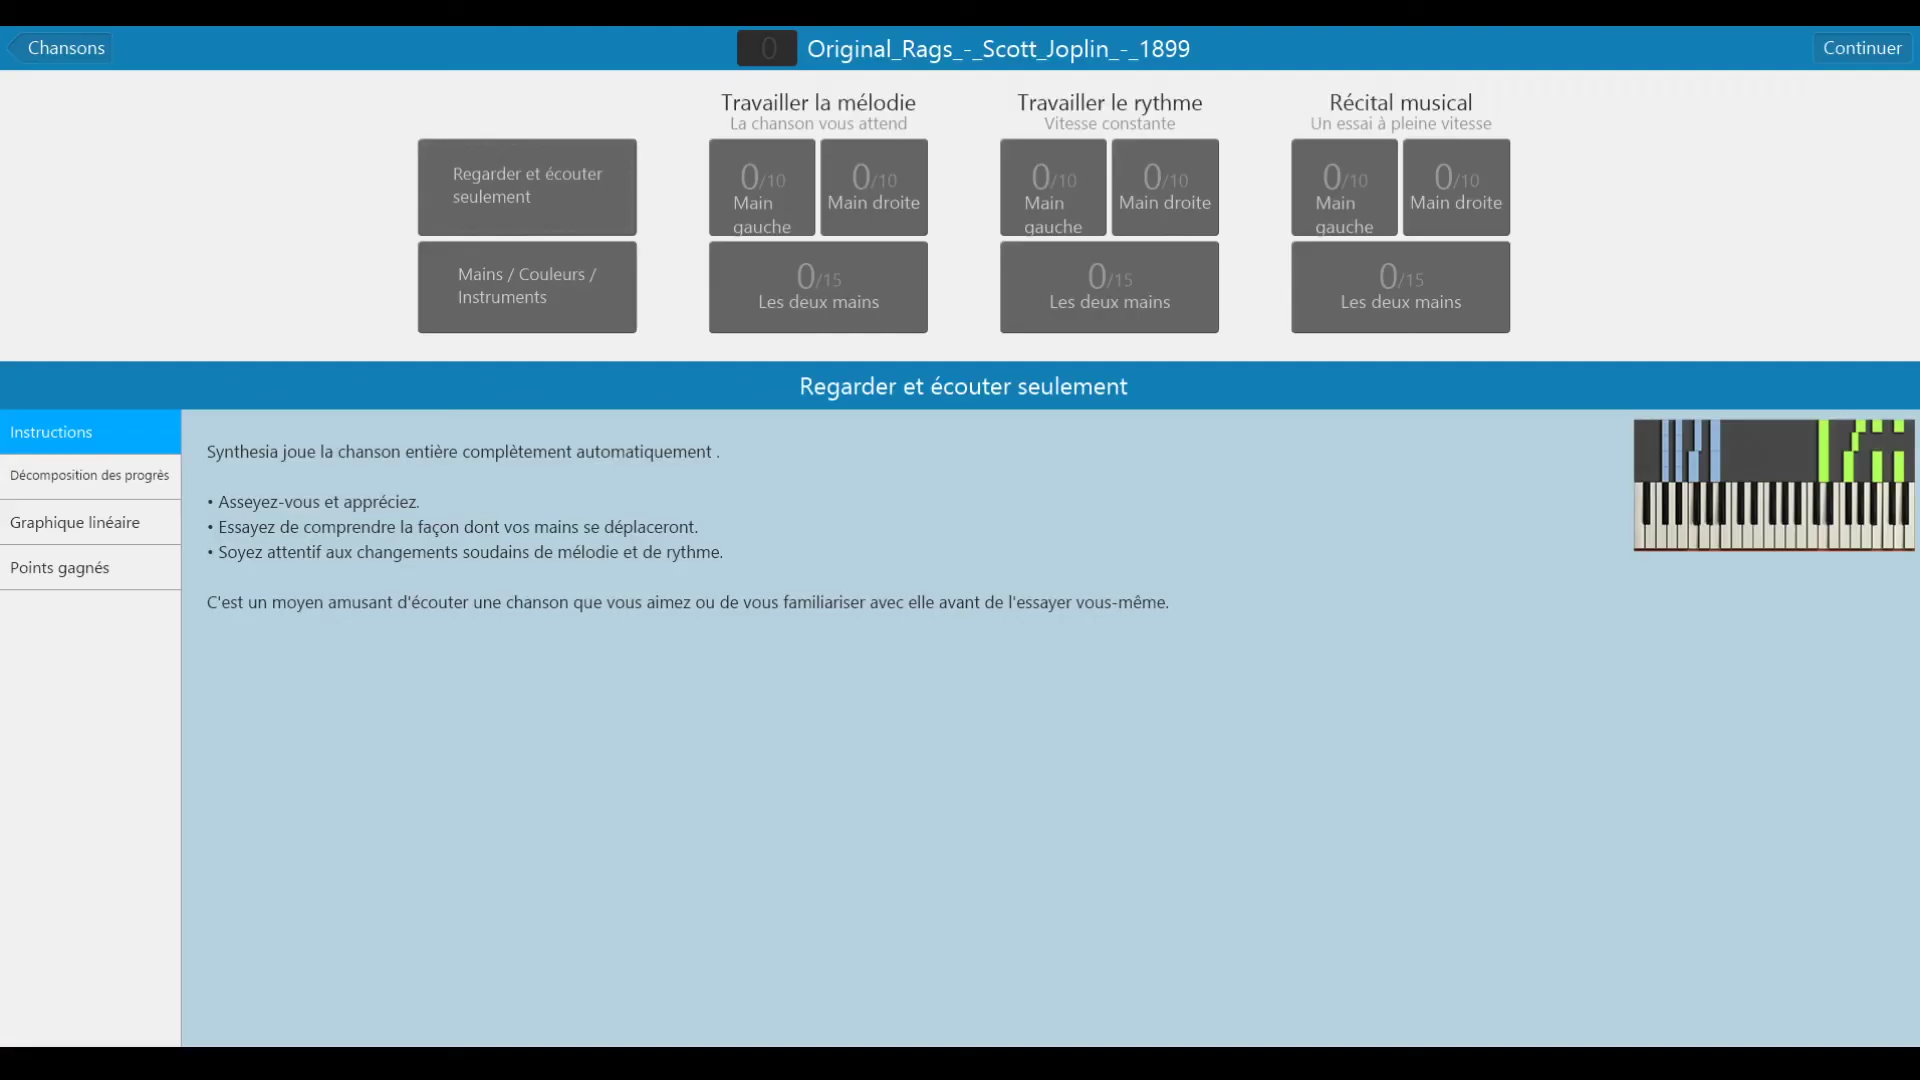 Chansons
0 Original_Rags_-_Scott_Joplin_-_1899
Continuer
Travailler la mélodie
La chanson vous attend
Travailler le rythme
Vitesse constante
Récital musical
Un essai à pleine vitesse
Regarder et écouter
seulement
0/10
Main
gauche
0/10
Main droite
0/10
Main
gauche
0/10
Main droite
0/10
Main
gauche
0/10
Main droite
Mains / Couleurs /
Instruments
0/15
Les deux mains
0/15
Les deux mains
0/15
Les deux mains
Regarder et écouter seulement
Instructions
Décomposition des progrès
Graphique linéaire
Points gagnés
Synthesia joue la chanson entière complètement automatiquement .
• Asseyez-vous et appréciez.
• Essayez de comprendre la façon dont vos mains se déplaceront.
• Soyez attentif aux changements soudains de mélodie et de rythme.
C'est un moyen amusant d'écouter une chanson que vous aimez ou de vous familiariser avec elle avant de l'essayer vous-même.